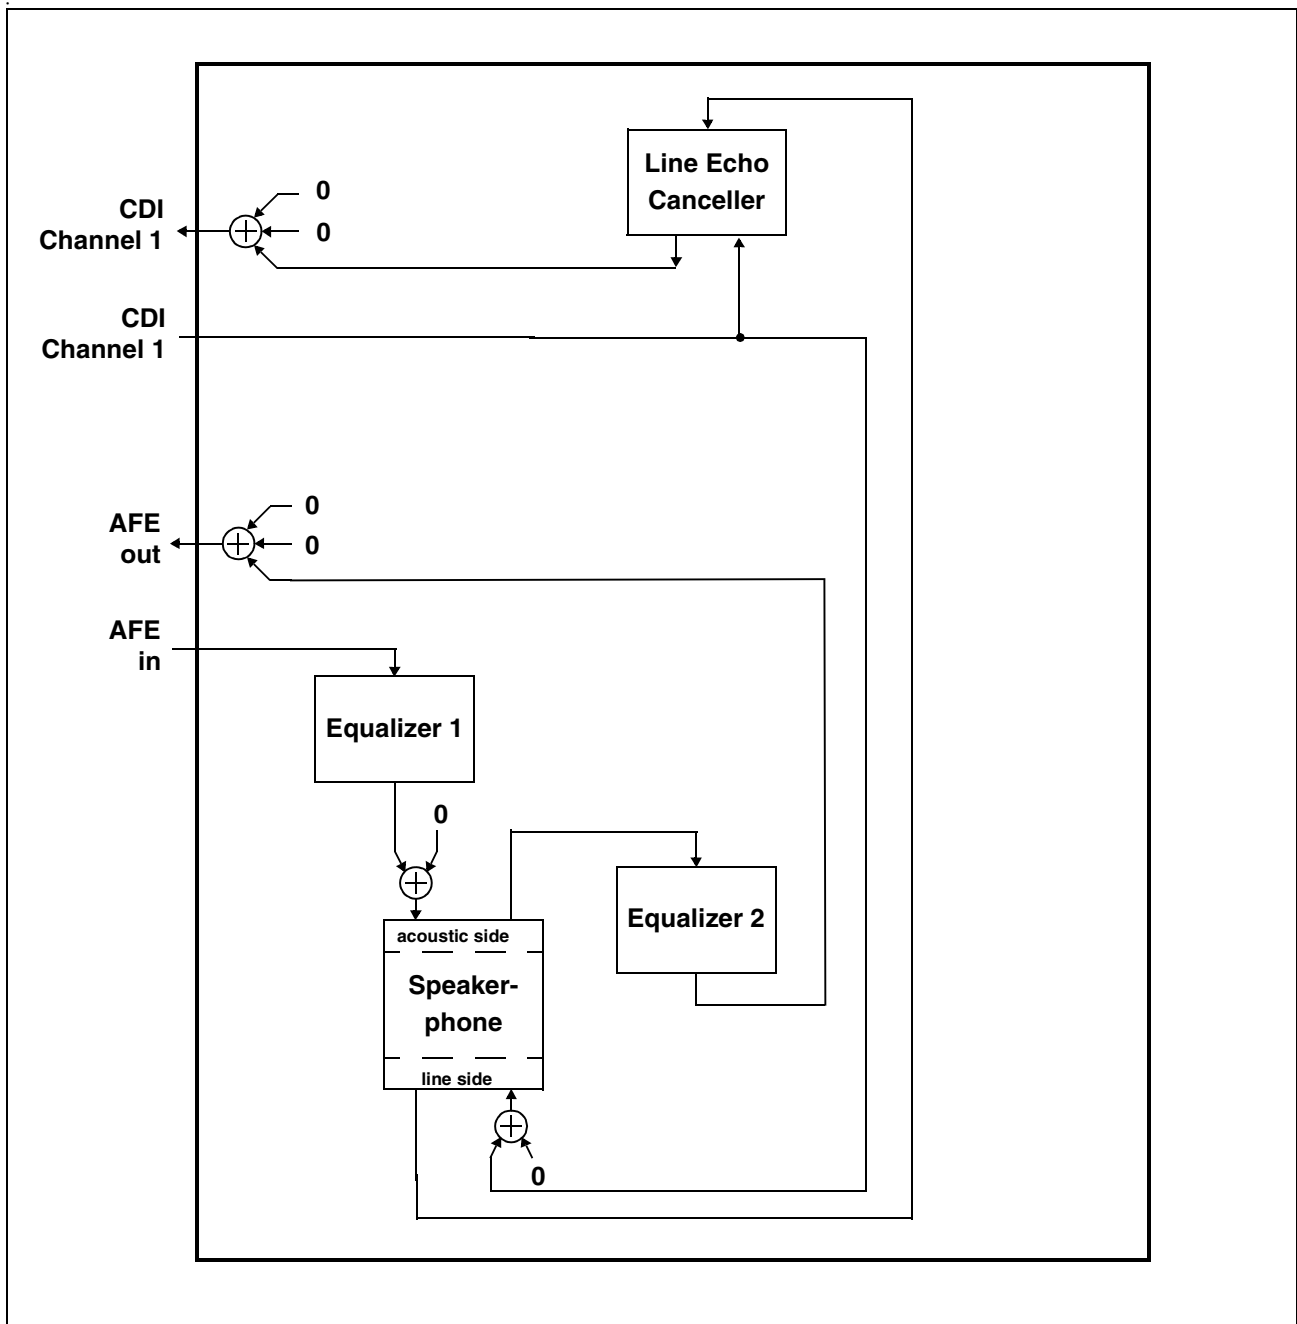 Line Echo
Canceller
0
CDI
Channel 1
0
CDI
Channel 1
0
AFE
out
0
AFE
in
Equalizer 1
0
Equalizer 2
acoustic side
Speaker-
phone
line side
0